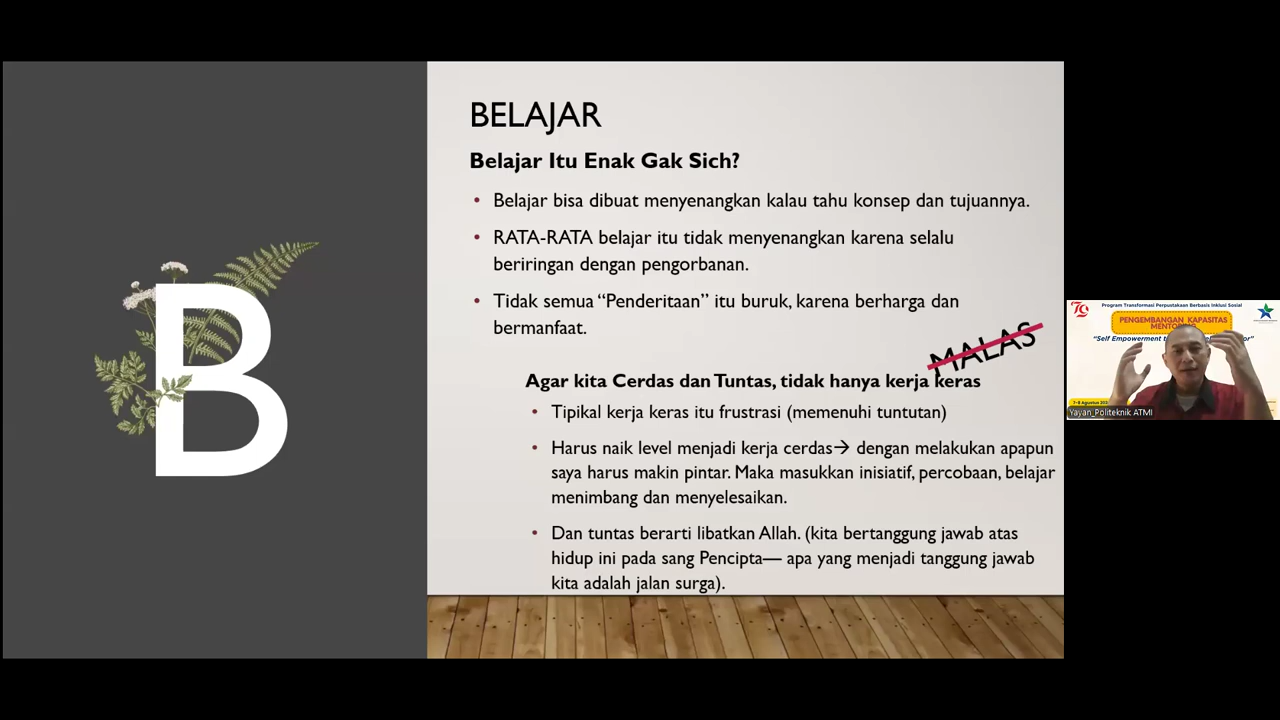 B
BELAJAR
Belajar Itu Enak Gak Sich?
• Belajar bisa dibuat menyenangkan kalau tahu konsep dan tujuannya.
• RATA-RATA belajar itu tidak menyenangkan karena selalu
beriringan dengan pengorbanan.
• Tidak semua “Penderitaan” itu buruk, karena berharga dan
bermanfaat.
MALAS
Agar kita Cerdas dan Tuntas, tidak hanya kerja keras
• Tipikal kerja keras itu frustrasi (memenuhi tuntutan)
• Harus naik level menjadi kerja cerdas→ dengan melakukan apapun
saya harus makin pintar. Maka masukkan inisiatif, percobaan, belajar
menimbang dan menyelesaikan.
• Dan tuntas berarti libatkan Allah. (kita bertanggung jawab atas
hidup ini pada sang Pencipta— apa yang menjadi tanggung jawab
kita adalah jalan surga).
Program Transformasi Perpustakaan Berbasis Inklusi Sosial
PENGEMBANGAN KAPASITAS
“Self Empowerment
Yayan_Politeknik ATMI